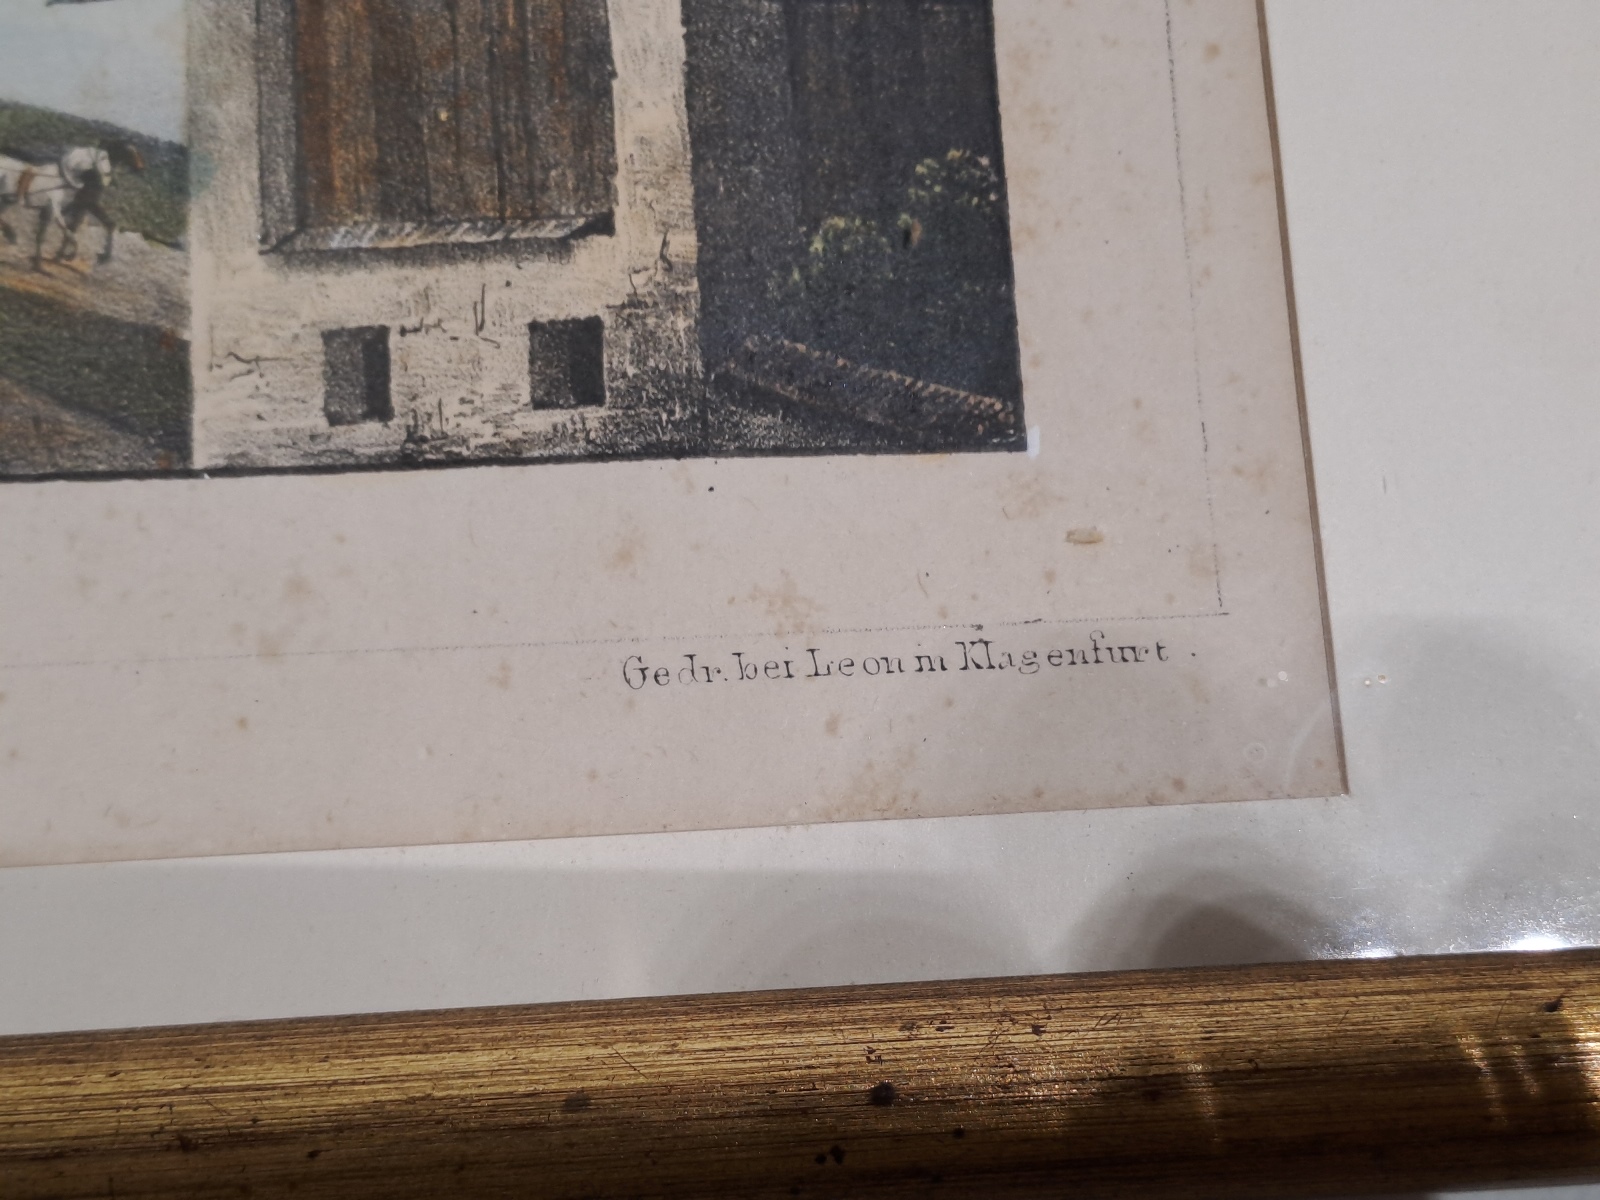 Gedr. bei Leon in Klagenfurt.